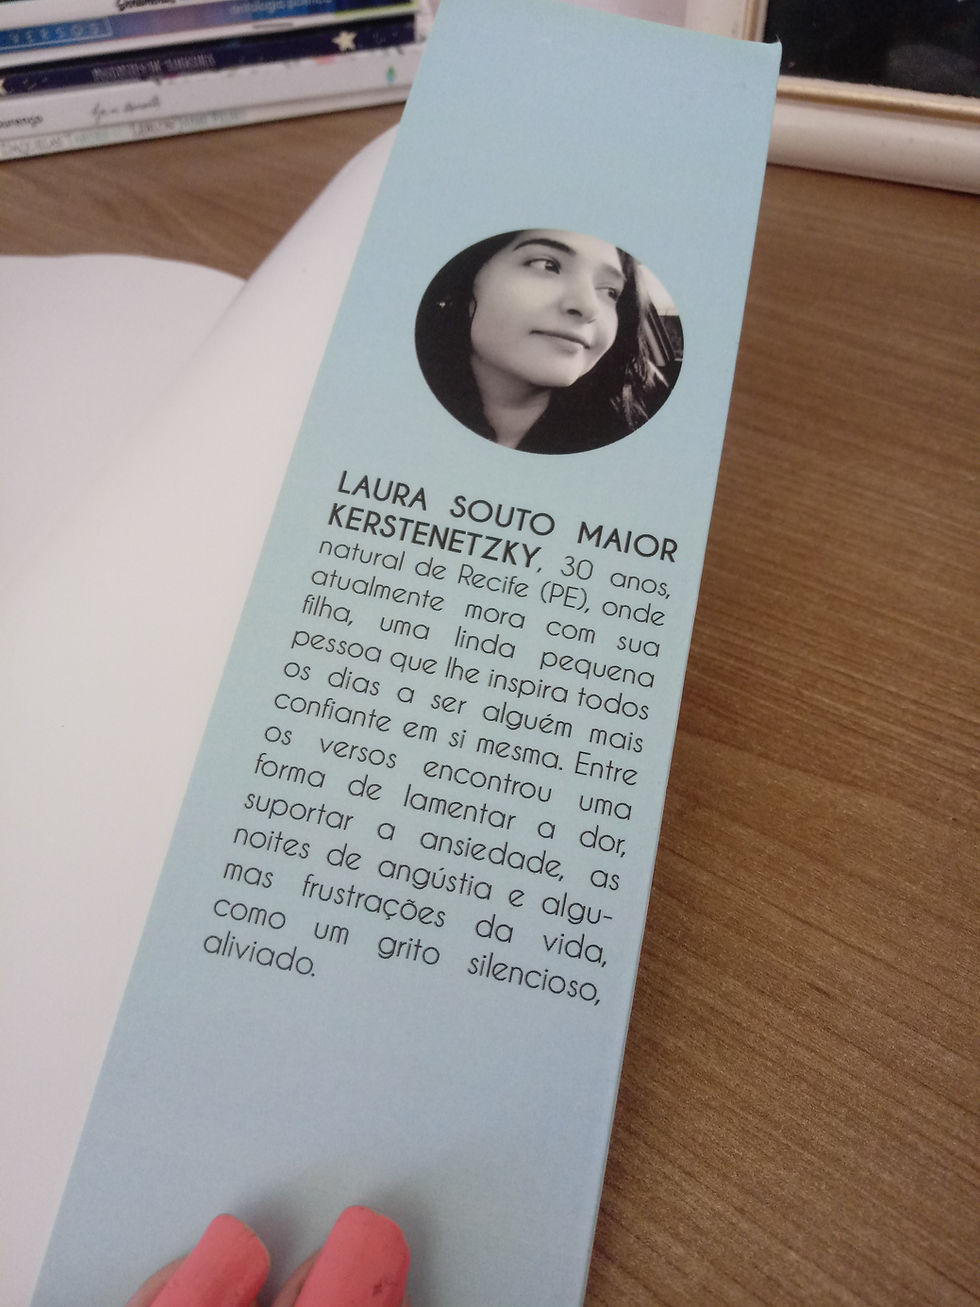 VERSOS
antologia poética
LAURA SOUTO MAIOR
KERSTENETZKY, 30 anos,
natural de Recife (PE), onde
atualmente mora com sua
filha, uma linda pequena
pessoa que lhe inspira todos
os dias a ser alguém mais
confiante em si mesma. Entre
os versos encontrou uma
forma de lamentar a dor,
suportar a ansiedade, as
noites de angústia e algu-
mas frustrações da vida,
como um grito silencioso,
aliviado.